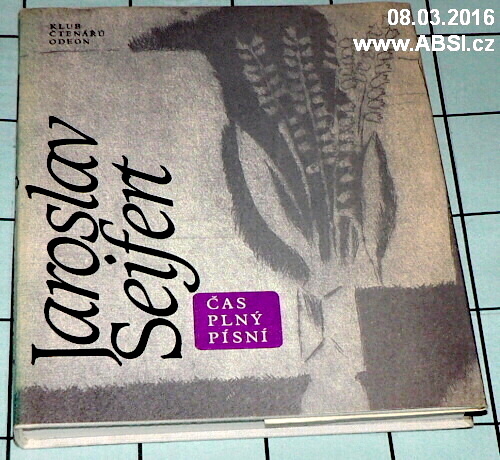 08.03.2016
www.ABSI.cz
KLUB
ČTENÁŘŮ
ODEON
Jaroslav
Seifert
ČAS
PLNÝ
PÍSNÍ